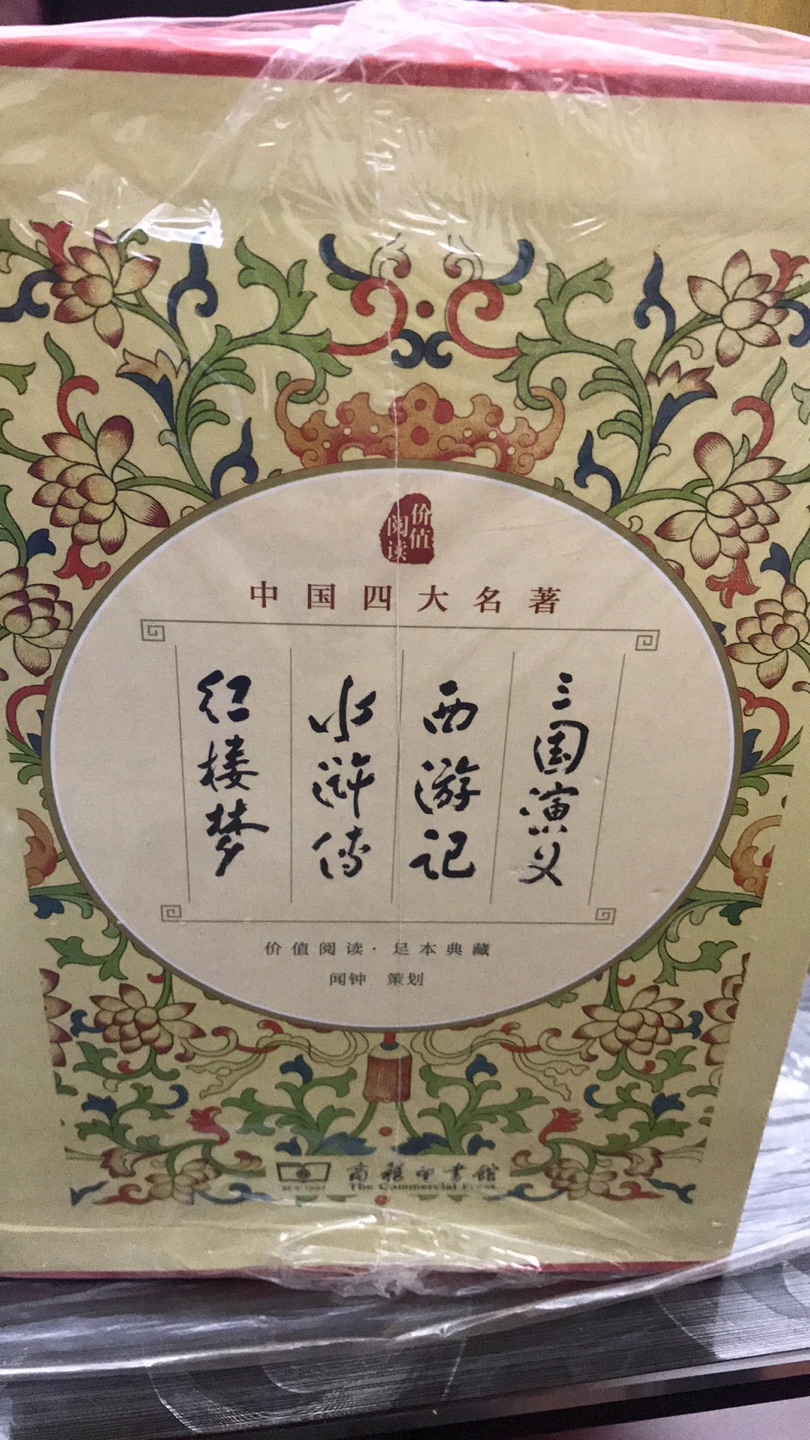 价值
阅读
中国四大名著
三国演义
西游记
水浒传
红楼梦
价值阅读·足本典藏
闻钟 策划
商务印书馆
The Commercial Press